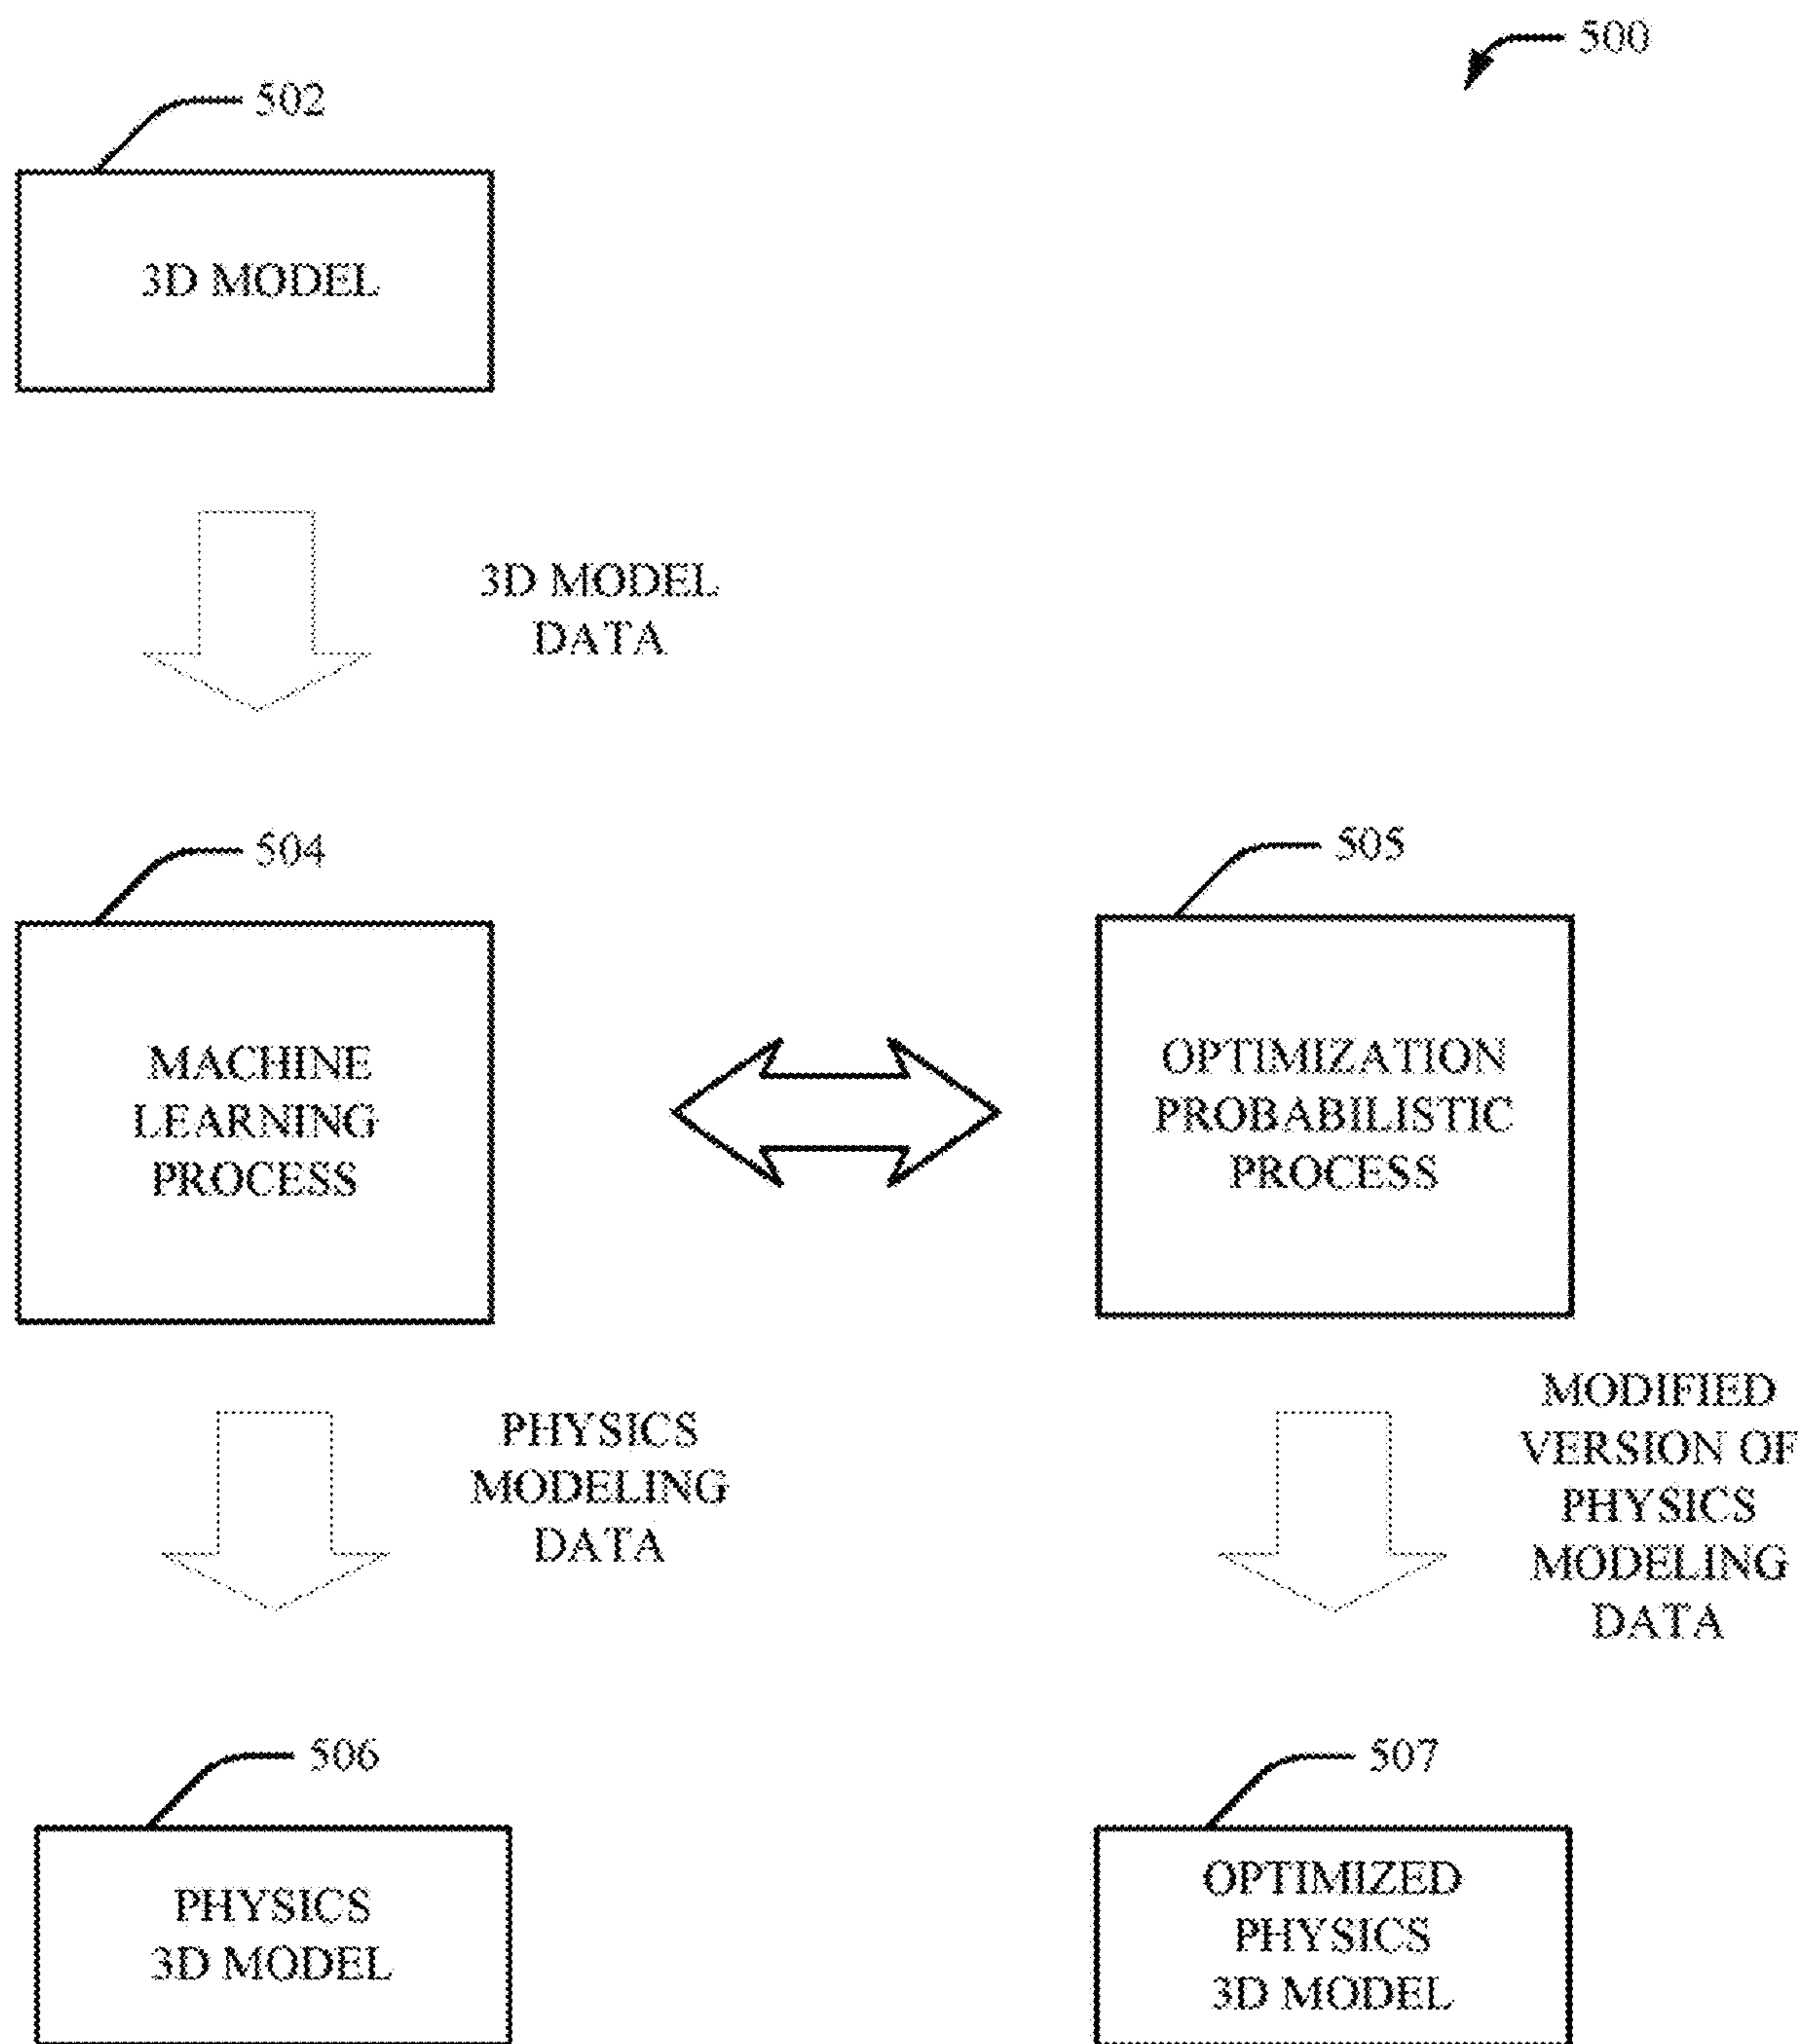 500
502
3D MODEL
3D MODEL
DATA
504
MACHINE
LEARNING
PROCESS
505
OPTIMIZATION
PROBABILISTIC
PROCESS
PHYSICS
MODELING
DATA
MODIFIED
VERSION OF
PHYSICS
MODELING
DATA
506
PHYSICS
3D MODEL
507
OPTIMIZED
PHYSICS
3D MODEL